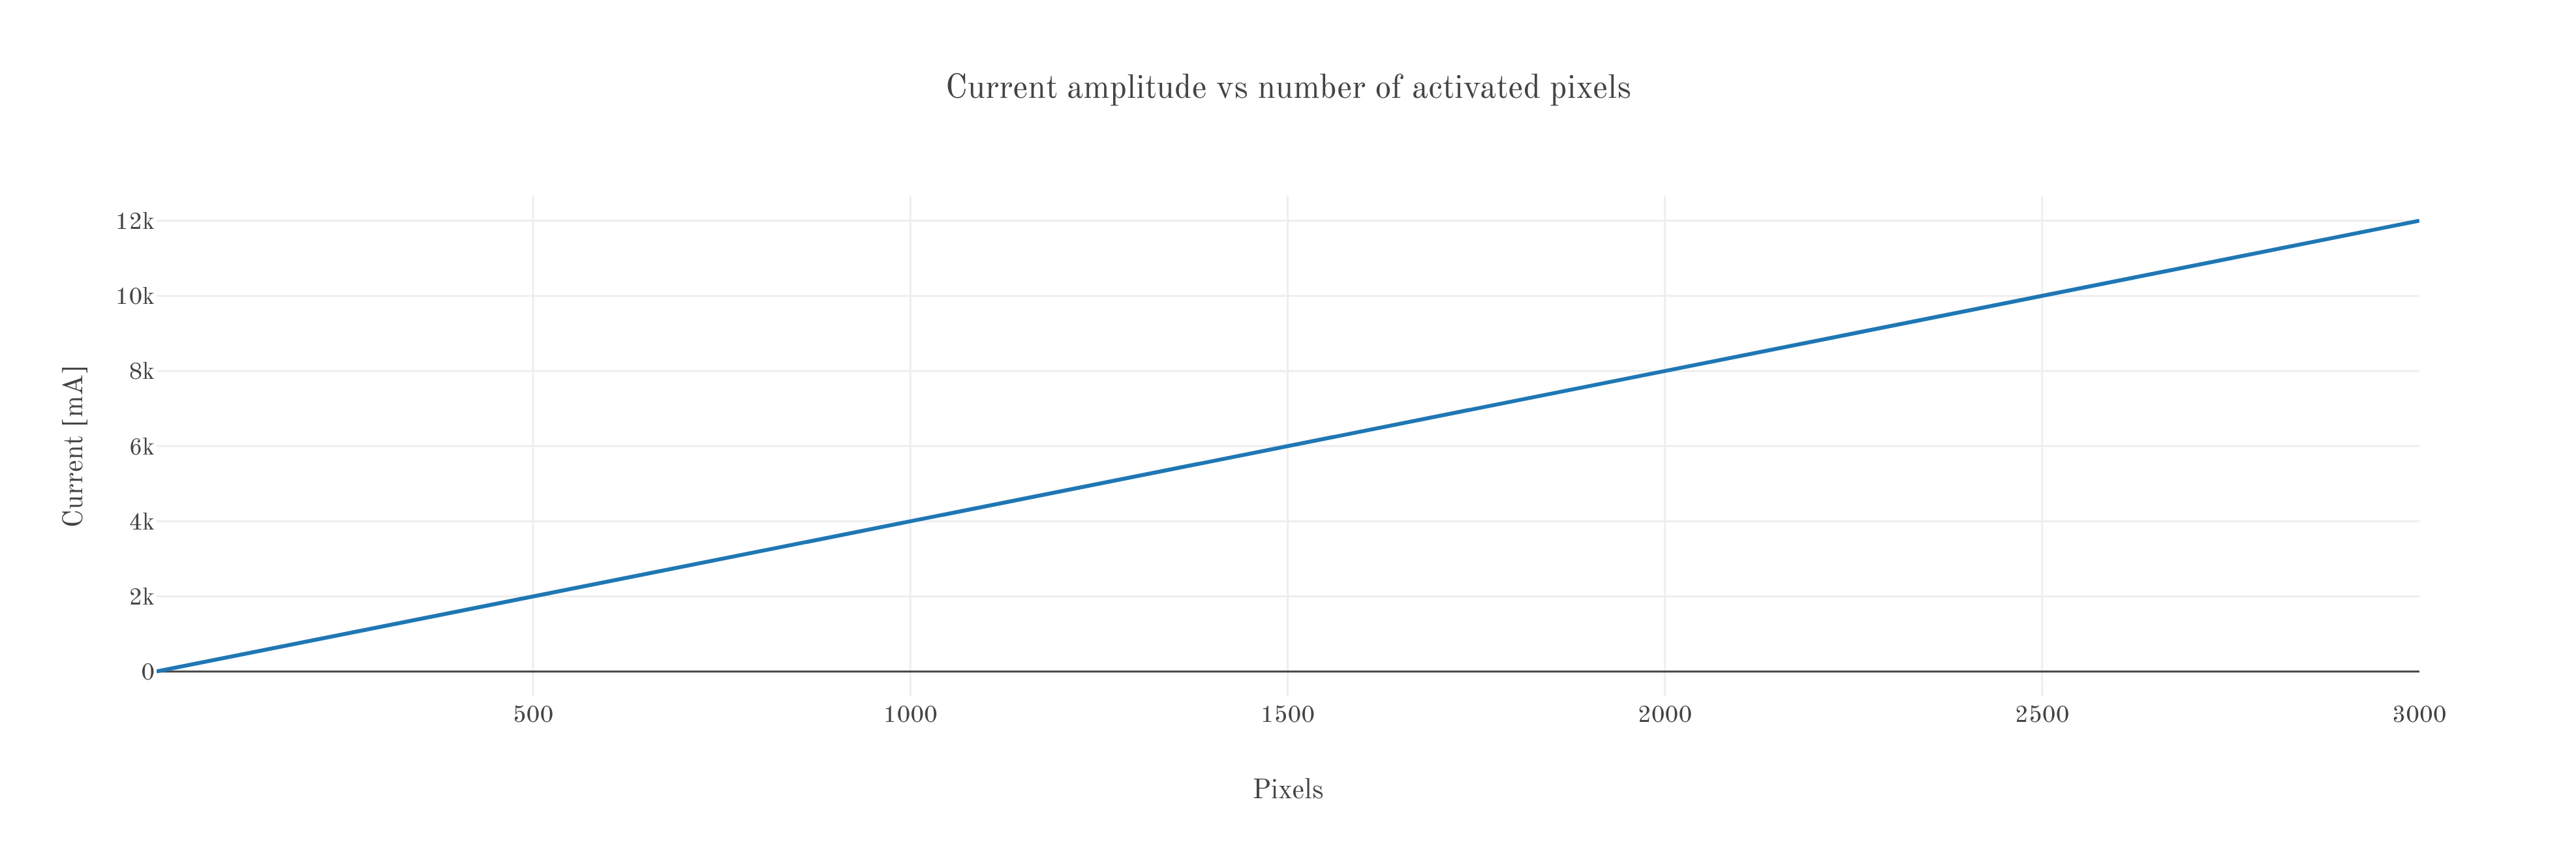 Current amplitude vs number of activated pixels
12k
10k
8k
6k
4k
2k
0
Current [mA]
500 1000 1500 2000 2500 3000
Pixels